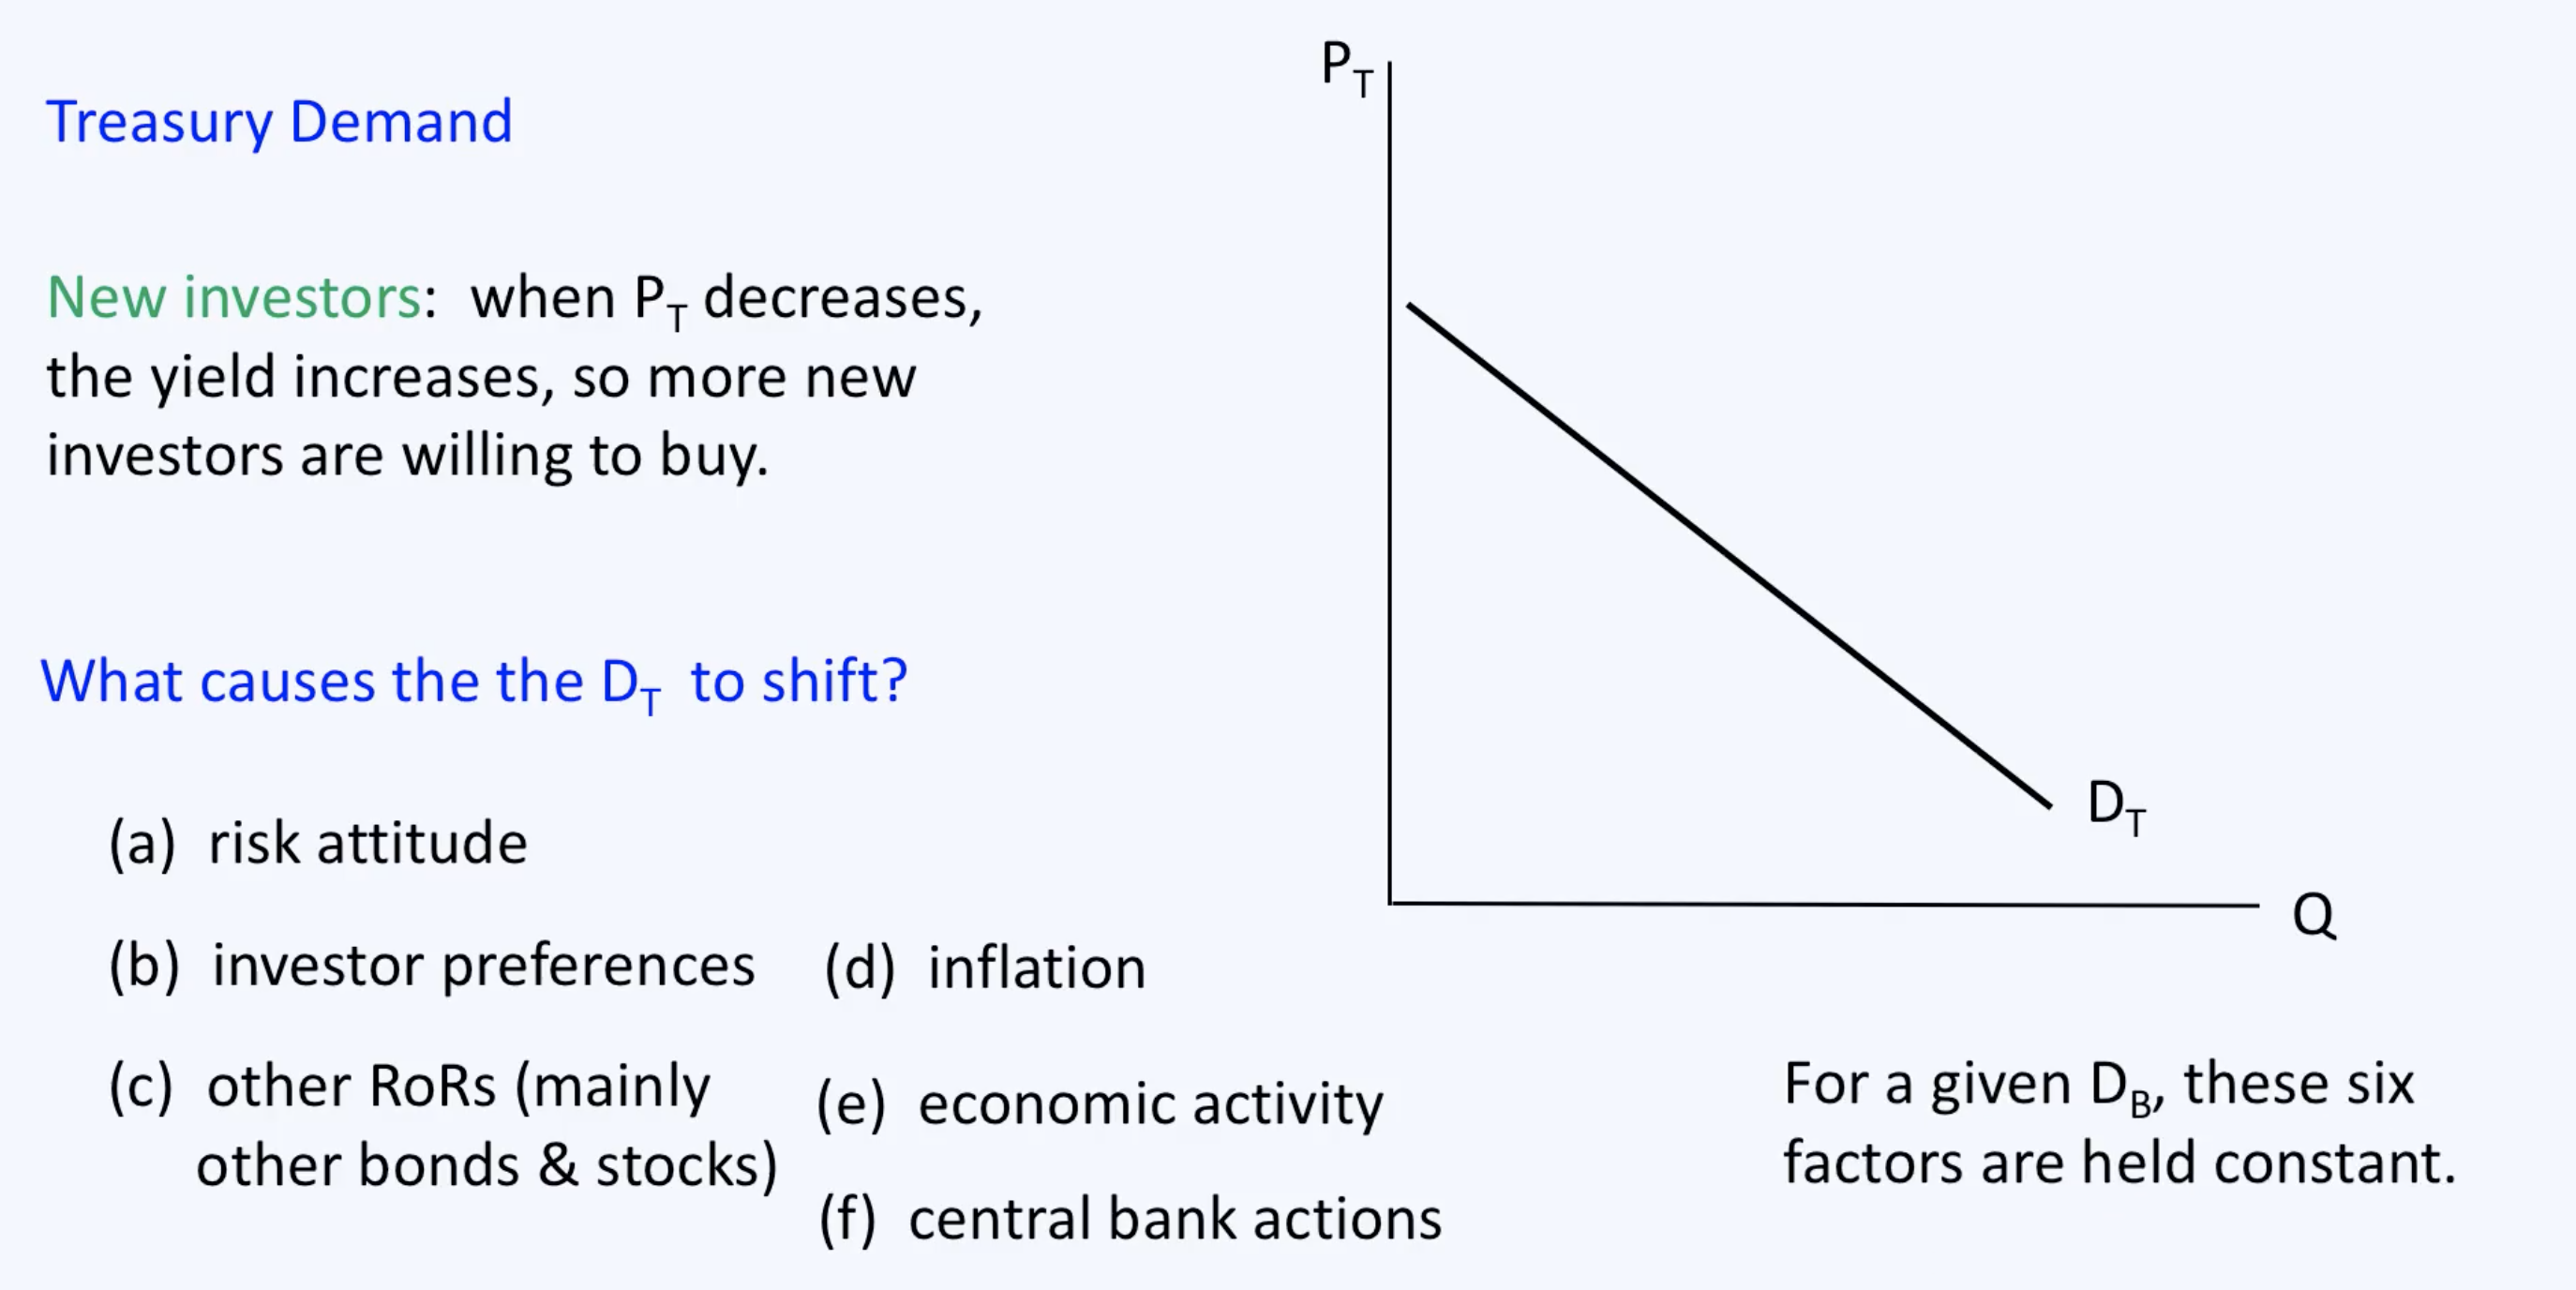 Treasury Demand
New investors: when P_T decreases,
the yield increases, so more new
investors are willing to buy.
What causes the the D_T to shift?
(a) risk attitude
(b) investor preferences
(c) other RoRs (mainly
other bonds & stocks)
(d) inflation
(e) economic activity
(f) central bank actions
P_T
D_T
Q
For a given D_B, these six
factors are held constant.